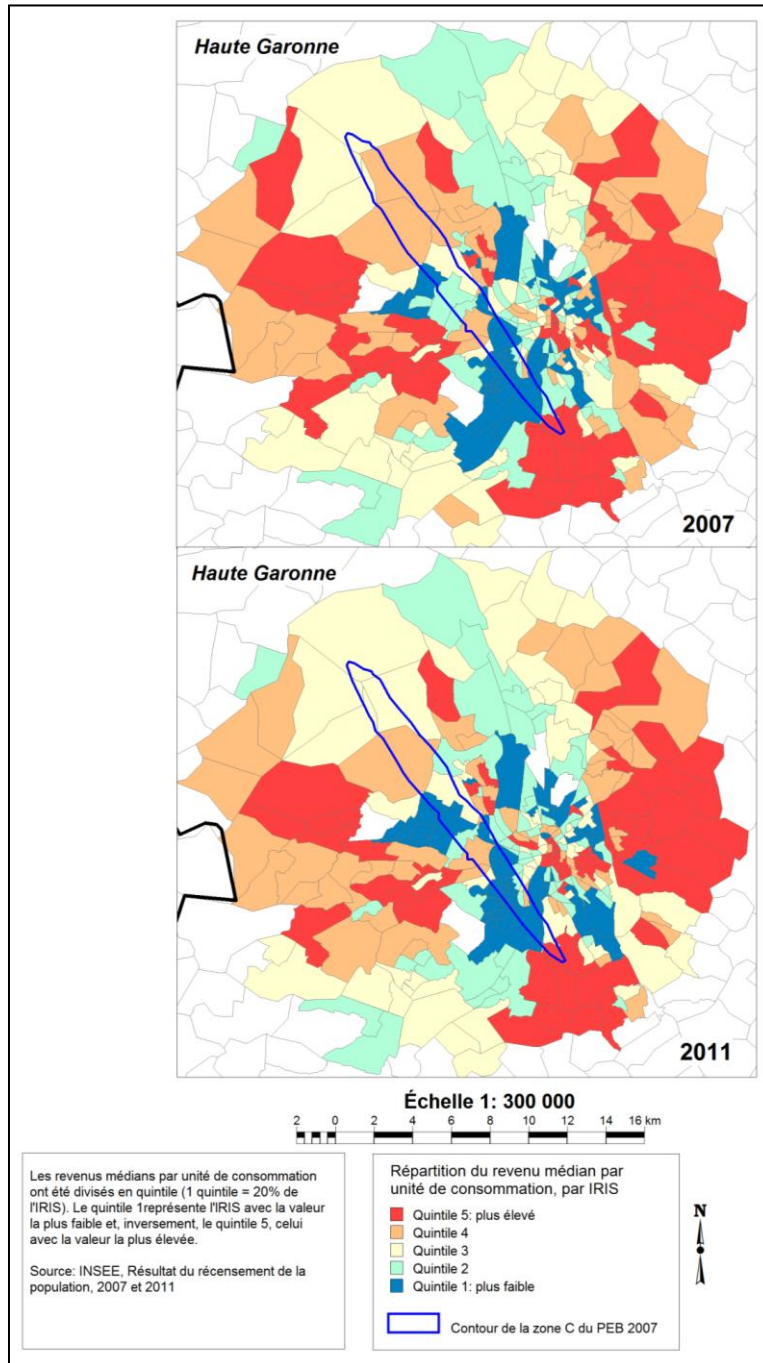 Haute Garonne
2007
Haute Garonne
2011
Échelle 1: 300 000
2 0 2 4 6 8 10 12 14 16 km
Les revenus médians par unité de consommation
ont été divisés en quintile (1 quintile = 20% de
l'IRIS). Le quintile 1représente l'IRIS avec la valeur
la plus faible et, inversement, le quintile 5, celui
avec la valeur la plus élevée.
Source: INSEE, Résultat du récensement de la
population, 2007 et 2011
Répartition du revenu médian par
unité de consommation, par IRIS
Quintile 5: plus élevé
Quintile 4
Quintile 3
Quintile 2
Quintile 1: plus faible
Contour de la zone C du PEB 2007
N